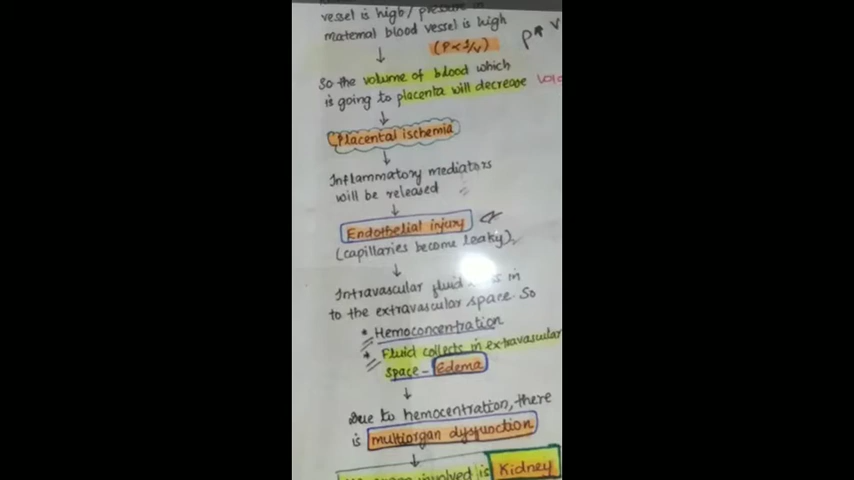 vessel is high/ pressure in
maternal blood vessel is high
(P ∝ 1/v)
P
V
So the volume of blood which
is going to placenta will decrease
↓
Placental ischemia
↓
Inflammatory mediators
will be released
↓
Endothelial injury
(capillaries become leaky)
↓
Intravascular fluid in
to the extravascular space. So
* Hemoconcentration
* Fluid collects in extravascular
space - Edema
↓
Due to hemocentration, there
is multiorgan dysfunction
↓
involved is Kidney